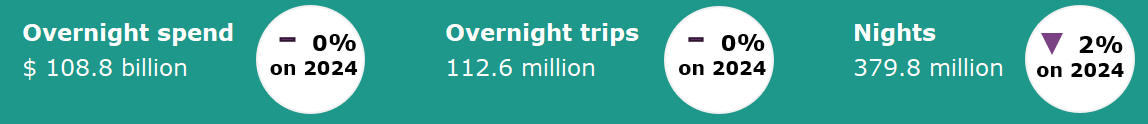 Overnight spend
$ 108.8 billion
– 0%
on 2024
Overnight trips
112.6 million
– 0%
on 2024
Nights
379.8 million
▼ 2%
on 2024